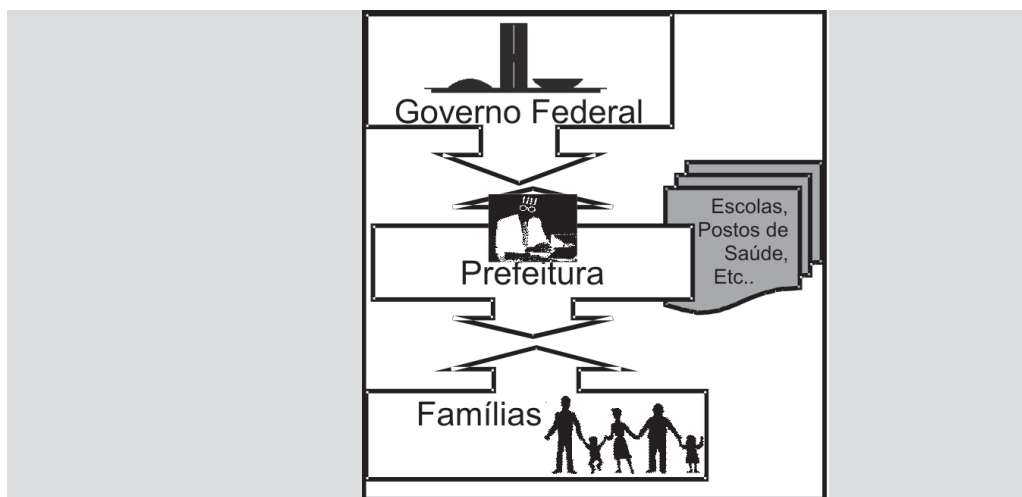 Governo Federal
Escolas,
Postos de
Saúde,
Etc..
Prefeitura
Famílias